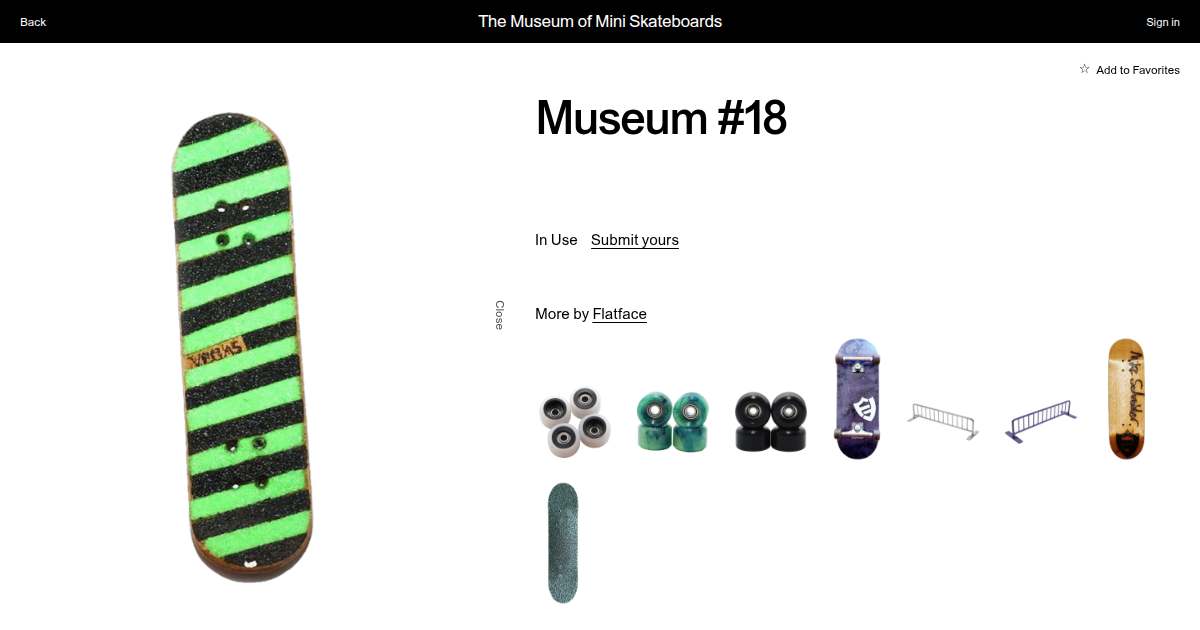 Back
The Museum of Mini Skateboards
Sign in
☆ Add to Favorites
Museum #18
In Use Submit yours
Close
More by Flatface
VEGAS